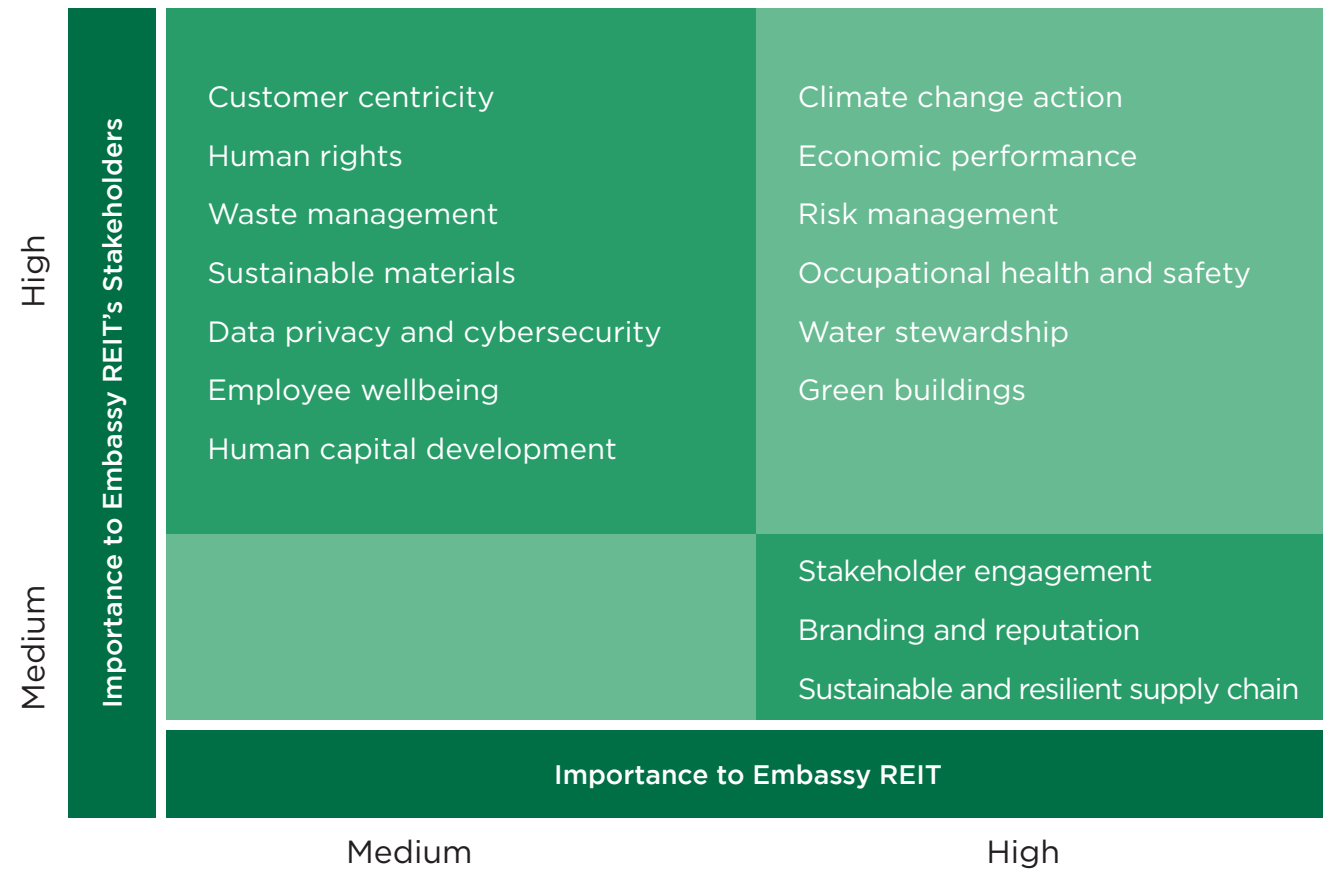 High
Medium
Importance to Embassy REIT’s Stakeholders
Customer centricity
Human rights
Waste management
Sustainable materials
Data privacy and cybersecurity
Employee wellbeing
Human capital development
Climate change action
Economic performance
Risk management
Occupational health and safety
Water stewardship
Green buildings
Stakeholder engagement
Branding and reputation
Sustainable and resilient supply chain
Importance to Embassy REIT
Medium
High